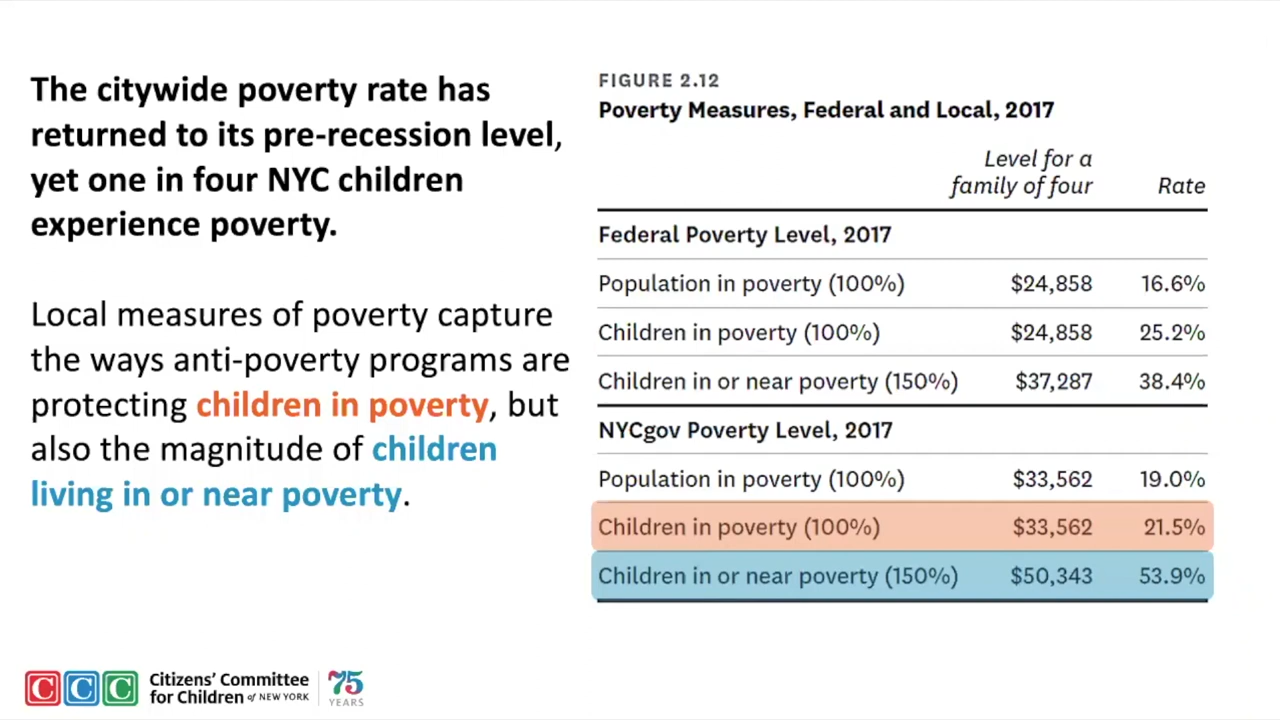 The citywide poverty rate has
returned to its pre-recession level,
yet one in four NYC children
experience poverty.
Local measures of poverty capture
the ways anti-poverty programs are
protecting children in poverty, but
also the magnitude of children
living in or near poverty.
FIGURE 2.12
Poverty Measures, Federal and Local, 2017
Level for a
family of four Rate
Federal Poverty Level, 2017
Population in poverty (100%) $24,858 16.6%
Children in poverty (100%) $24,858 25.2%
Children in or near poverty (150%) $37,287 38.4%
NYCgov Poverty Level, 2017
Population in poverty (100%) $33,562 19.0%
Children in poverty (100%) $33,562 21.5%
Children in or near poverty (150%) $50,343 53.9%
CCC Citizens' Committee
for Children of NEW YORK
75
YEARS